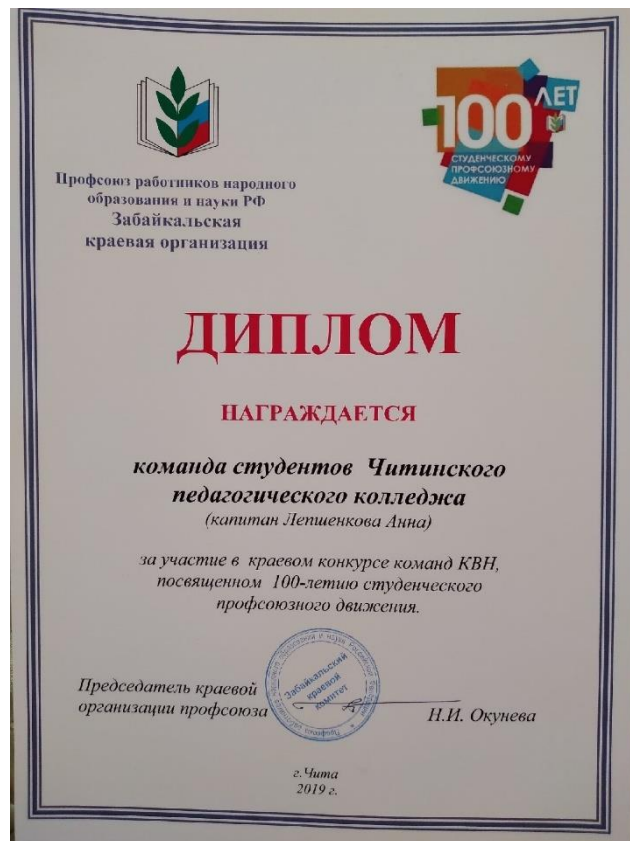 Профсоюз работников народного
образования и науки РФ
Забайкальская
краевая организация
100 ЛЕТ
СТУДЕНЧЕСКОМУ
ПРОФСОЮЗНОМУ
ДВИЖЕНИЮ
ДИПЛОМ
НАГРАЖДАЕТСЯ
команда студентов Читинского
педагогического колледжа
(капитан Лепшенкова Анна)
за участие в краевом конкурсе команд КВН,
посвященном 100-летию студенческого
профсоюзного движения.
Забайкальский
краевой
комитет
Председатель краевой
организации профсоюза
Н.И. Окунева
г.Чита
2019 г.